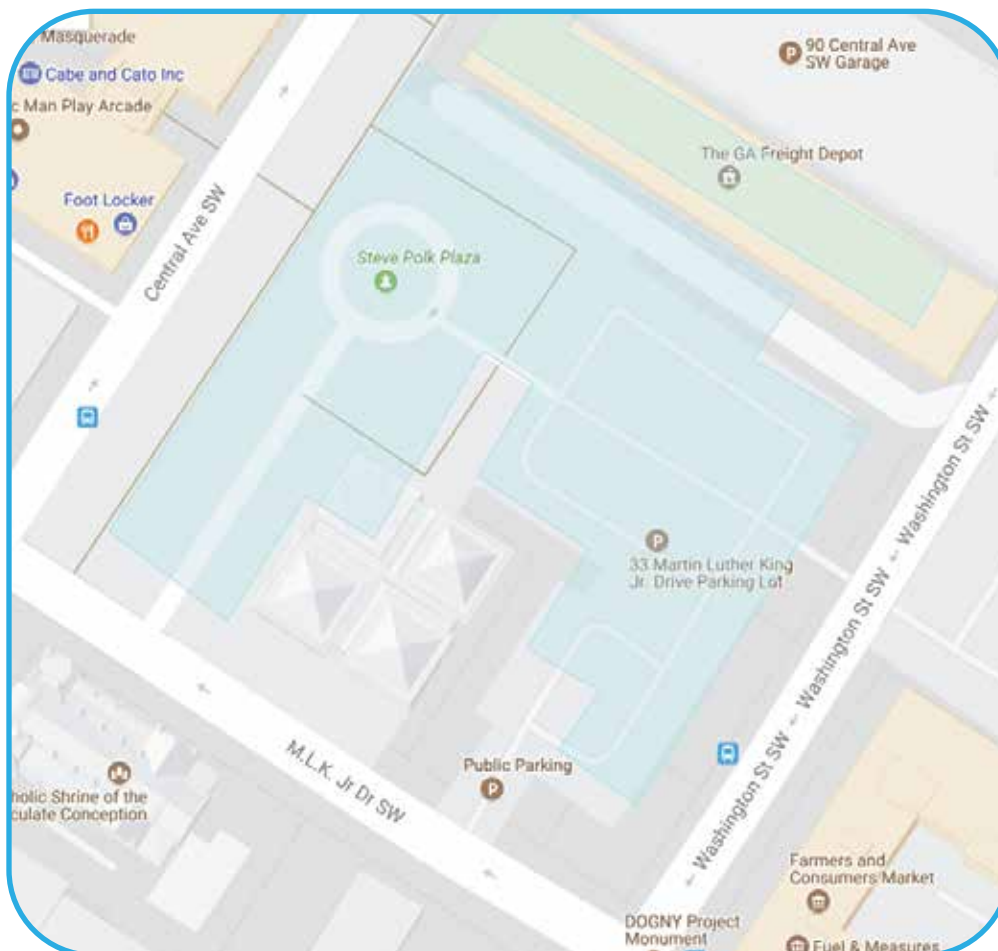 Masquerade
Cabe and Cato Inc
c Man Play Arcade
Foot Locker
Central Ave SW
90 Central Ave
SW Garage
The GA Freight Depot
Steve Polk Plaza
P
33 Martin Luther King
Jr. Drive Parking Lot
Washington St SW
Washington St SW
Washington St SW
M.L.K. Jr Dr SW
Public Parking
P
holic Shrine of the
culate Conception
Farmers and
Consumers Market
DOGNY Project
Monument
Fuel & Measures
P